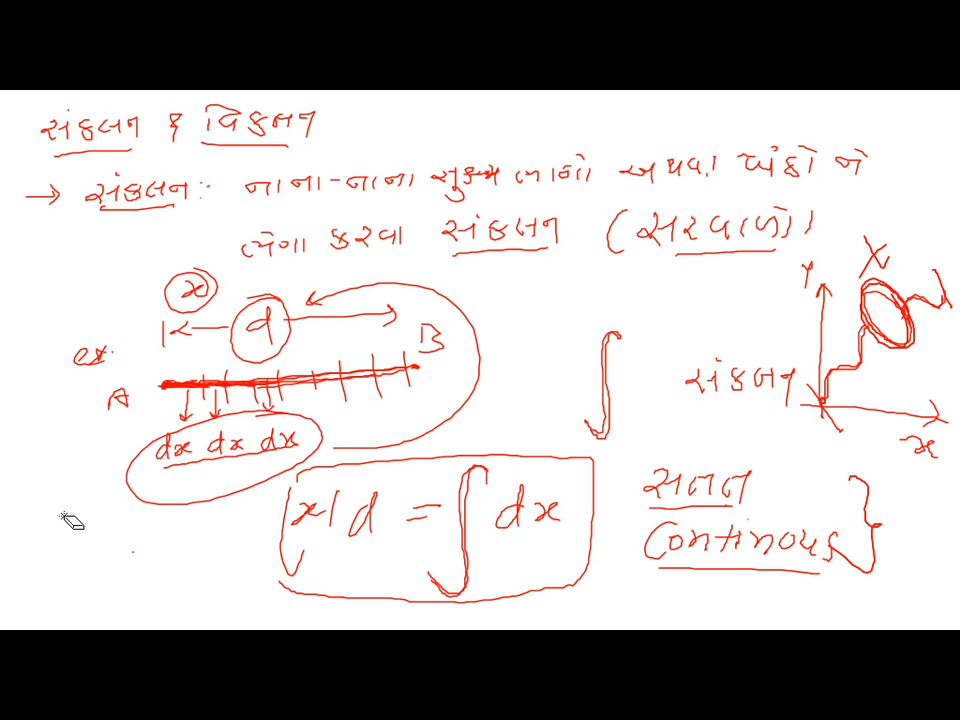 સંકલન & વિકલન
→ સંકલન: નાના-નાના સુક્ષ્મ ભાગો અથવા ખંડો ને
ભેગા કરવા સંકલન (સરવાળો)
x
d
ex:
A
B
dx dx dx
∫ સંકલન
Y
X
x
x/d = ∫ dx
સતત
Continous